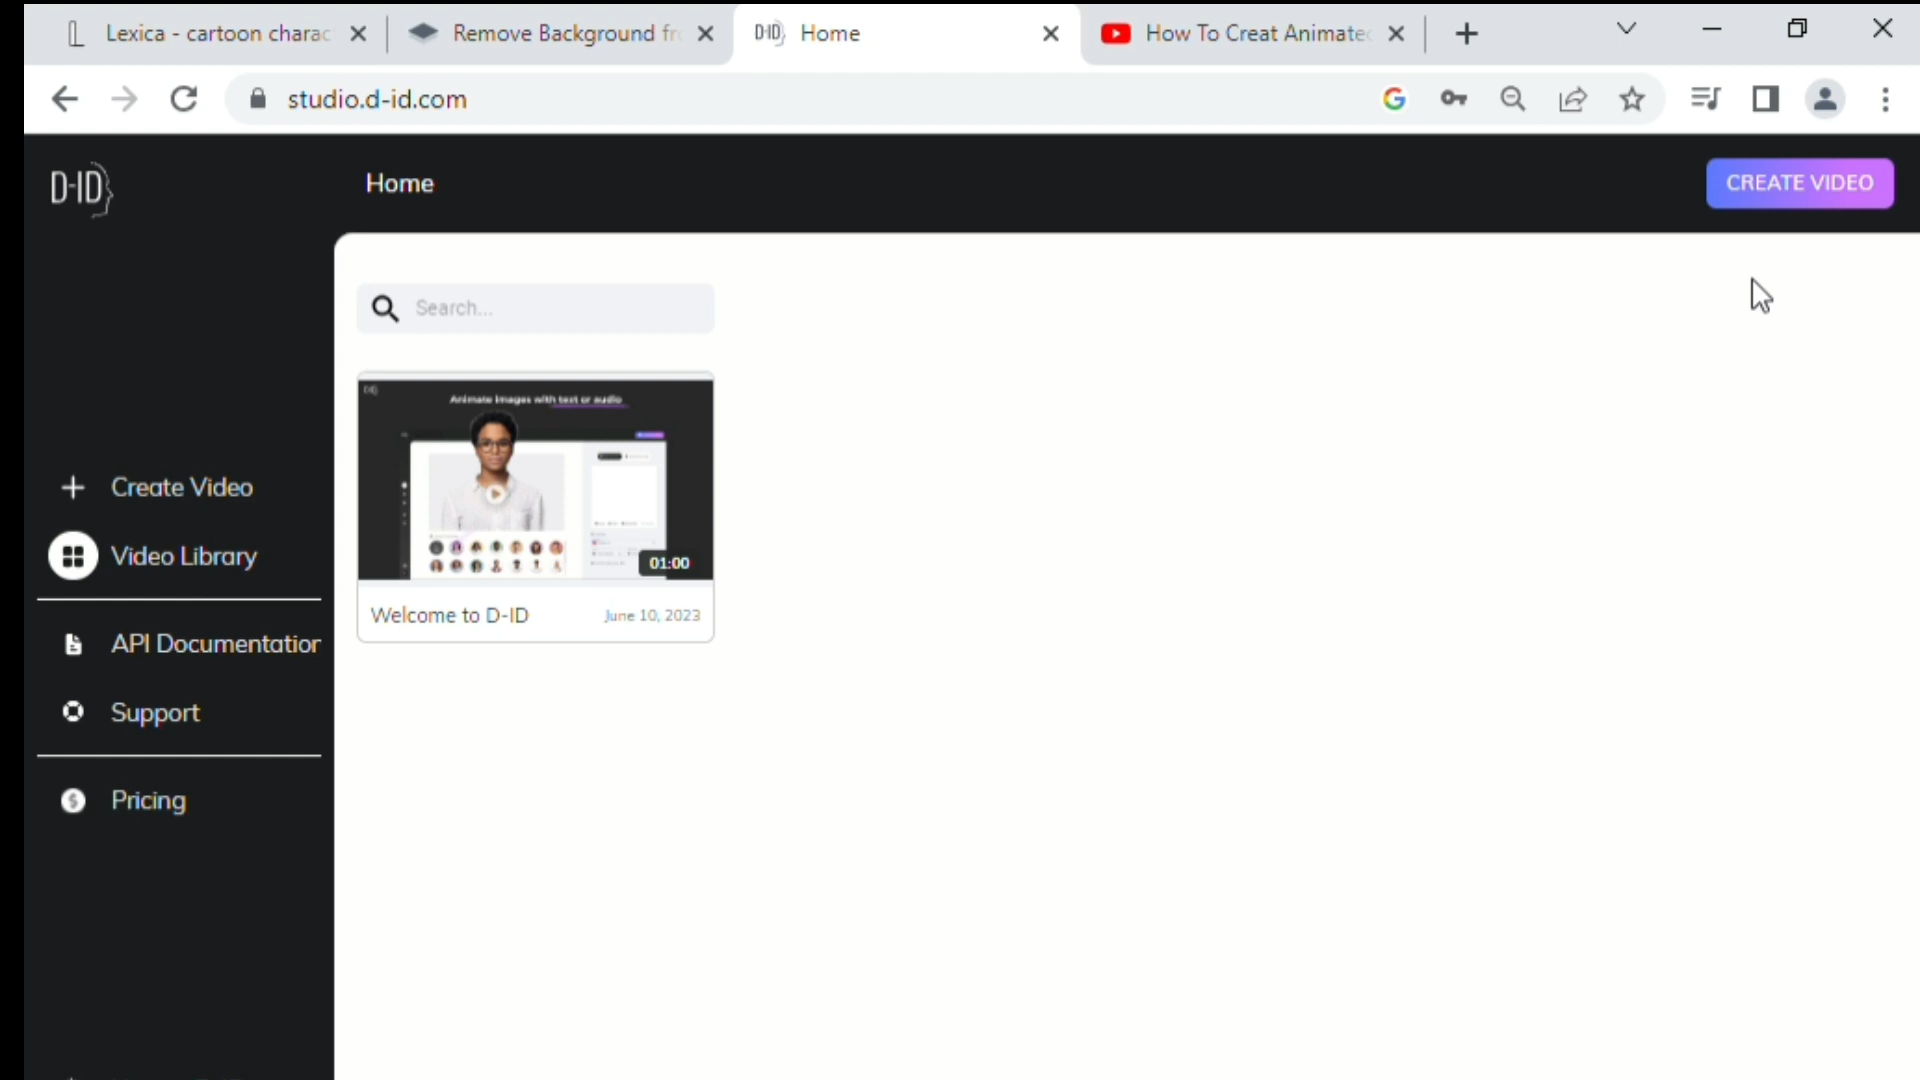 Lexica - cartoon charac
Remove Background fr
D-ID Home
How To Creat Animate
studio.d-id.com
D-ID
Home
CREATE VIDEO
Search...
Animate images with text or audio
01:00
Welcome to D-ID
June 10, 2023
Create Video
Video Library
API Documentation
Support
Pricing